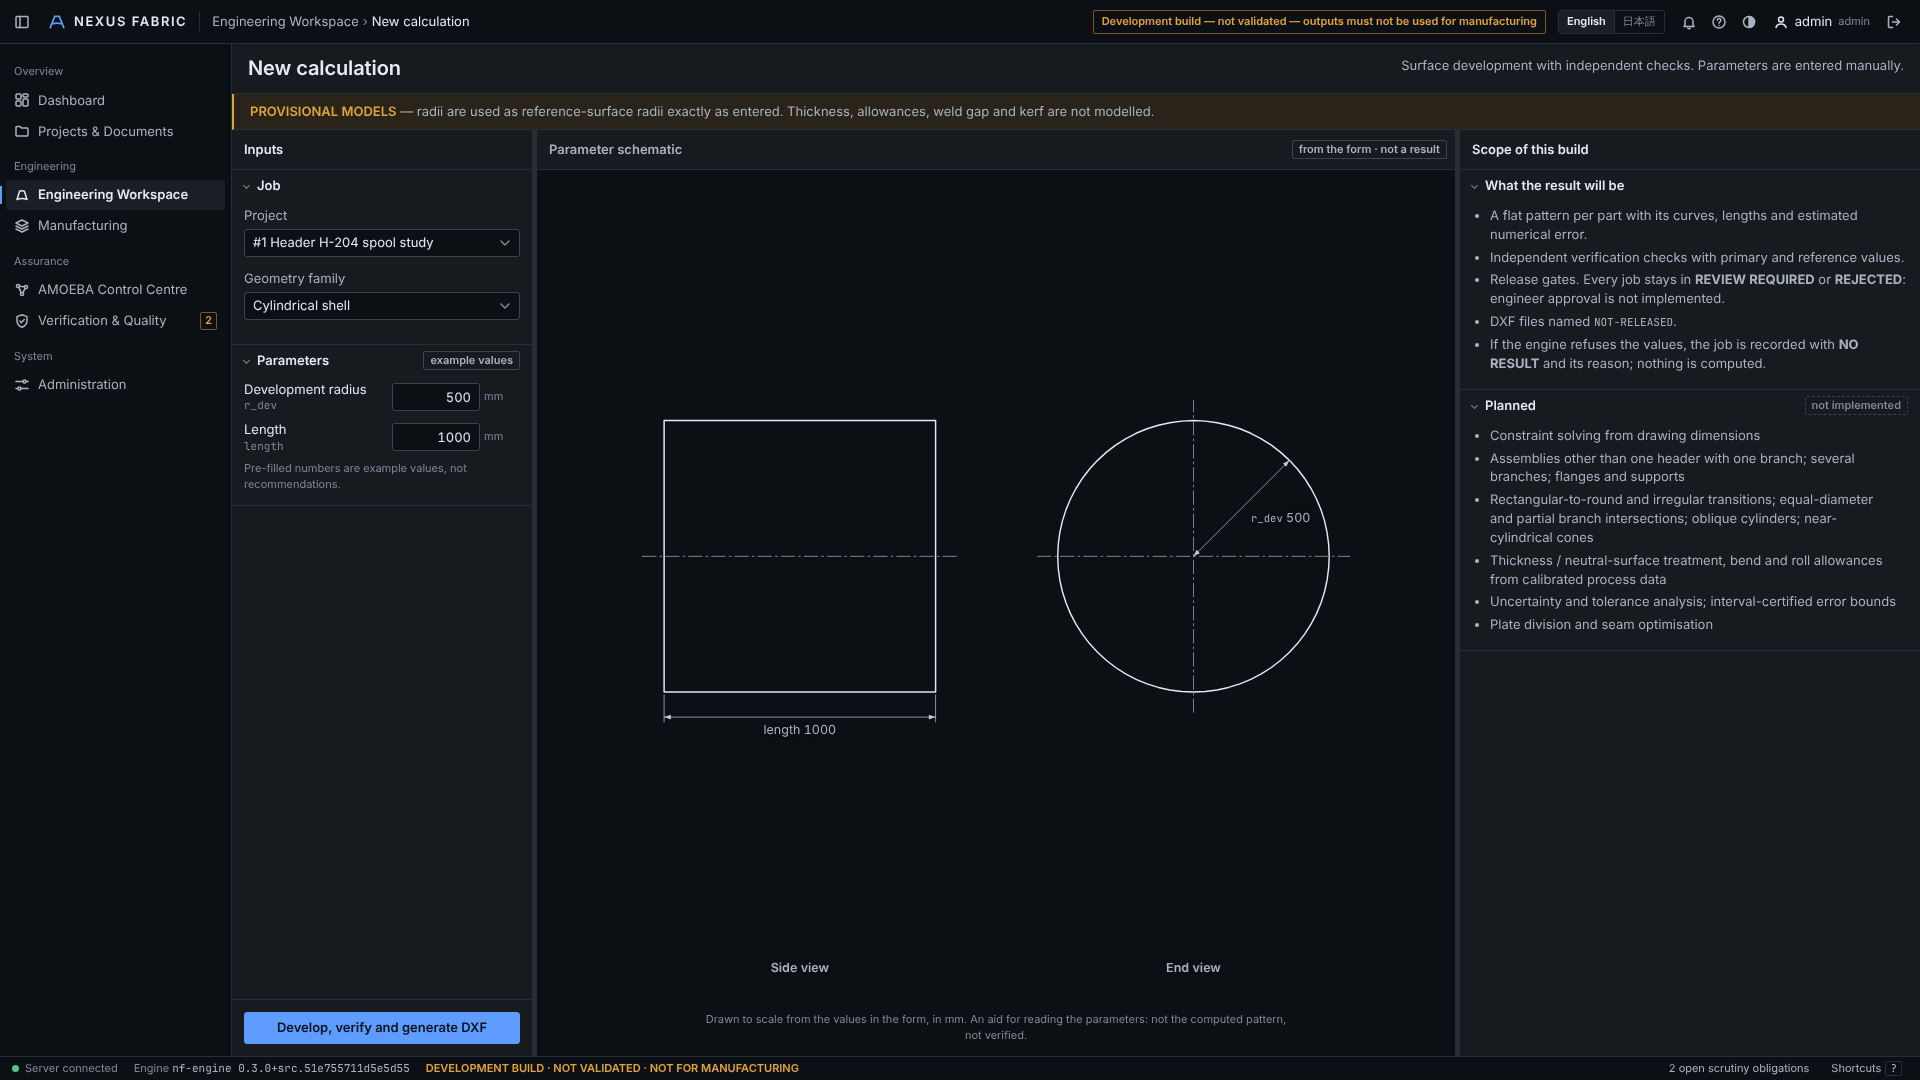 NEXUS FABRIC
Engineering Workspace › New calculation
Development build — not validated — outputs must not be used for manufacturing
English
日本語
admin admin
Overview
Dashboard
Projects & Documents
Engineering
Engineering Workspace
Manufacturing
Assurance
AMOEBA Control Centre
Verification & Quality 2
System
Administration
New calculation
Surface development with independent checks. Parameters are entered manually.
PROVISIONAL MODELS — radii are used as reference-surface radii exactly as entered. Thickness, allowances, weld gap and kerf are not modelled.
Inputs
Job
Project
#1 Header H-204 spool study
Geometry family
Cylindrical shell
Parameters
example values
Development radius
r_dev
500 mm
Length
length
1000 mm
Pre-filled numbers are example values, not
recommendations.
Develop, verify and generate DXF
Parameter schematic
from the form · not a result
r_dev 500
length 1000
Side view
End view
Drawn to scale from the values in the form, in mm. An aid for reading the parameters: not the computed pattern,
not verified.
Scope of this build
What the result will be
• A flat pattern per part with its curves, lengths and estimated
numerical error.
• Independent verification checks with primary and reference values.
• Release gates. Every job stays in REVIEW REQUIRED or REJECTED:
engineer approval is not implemented.
• DXF files named NOT-RELEASED.
• If the engine refuses the values, the job is recorded with NO
RESULT and its reason; nothing is computed.
Planned
not implemented
• Constraint solving from drawing dimensions
• Assemblies other than one header with one branch; several
branches; flanges and supports
• Rectangular-to-round and irregular transitions; equal-diameter
and partial branch intersections; oblique cylinders; near-
cylindrical cones
• Thickness / neutral-surface treatment, bend and roll allowances
from calibrated process data
• Uncertainty and tolerance analysis; interval-certified error bounds
• Plate division and seam optimisation
Server connected
Engine nf-engine 0.3.0+src.51e755711d5e5d55
DEVELOPMENT BUILD · NOT VALIDATED · NOT FOR MANUFACTURING
2 open scrutiny obligations
Shortcuts ?